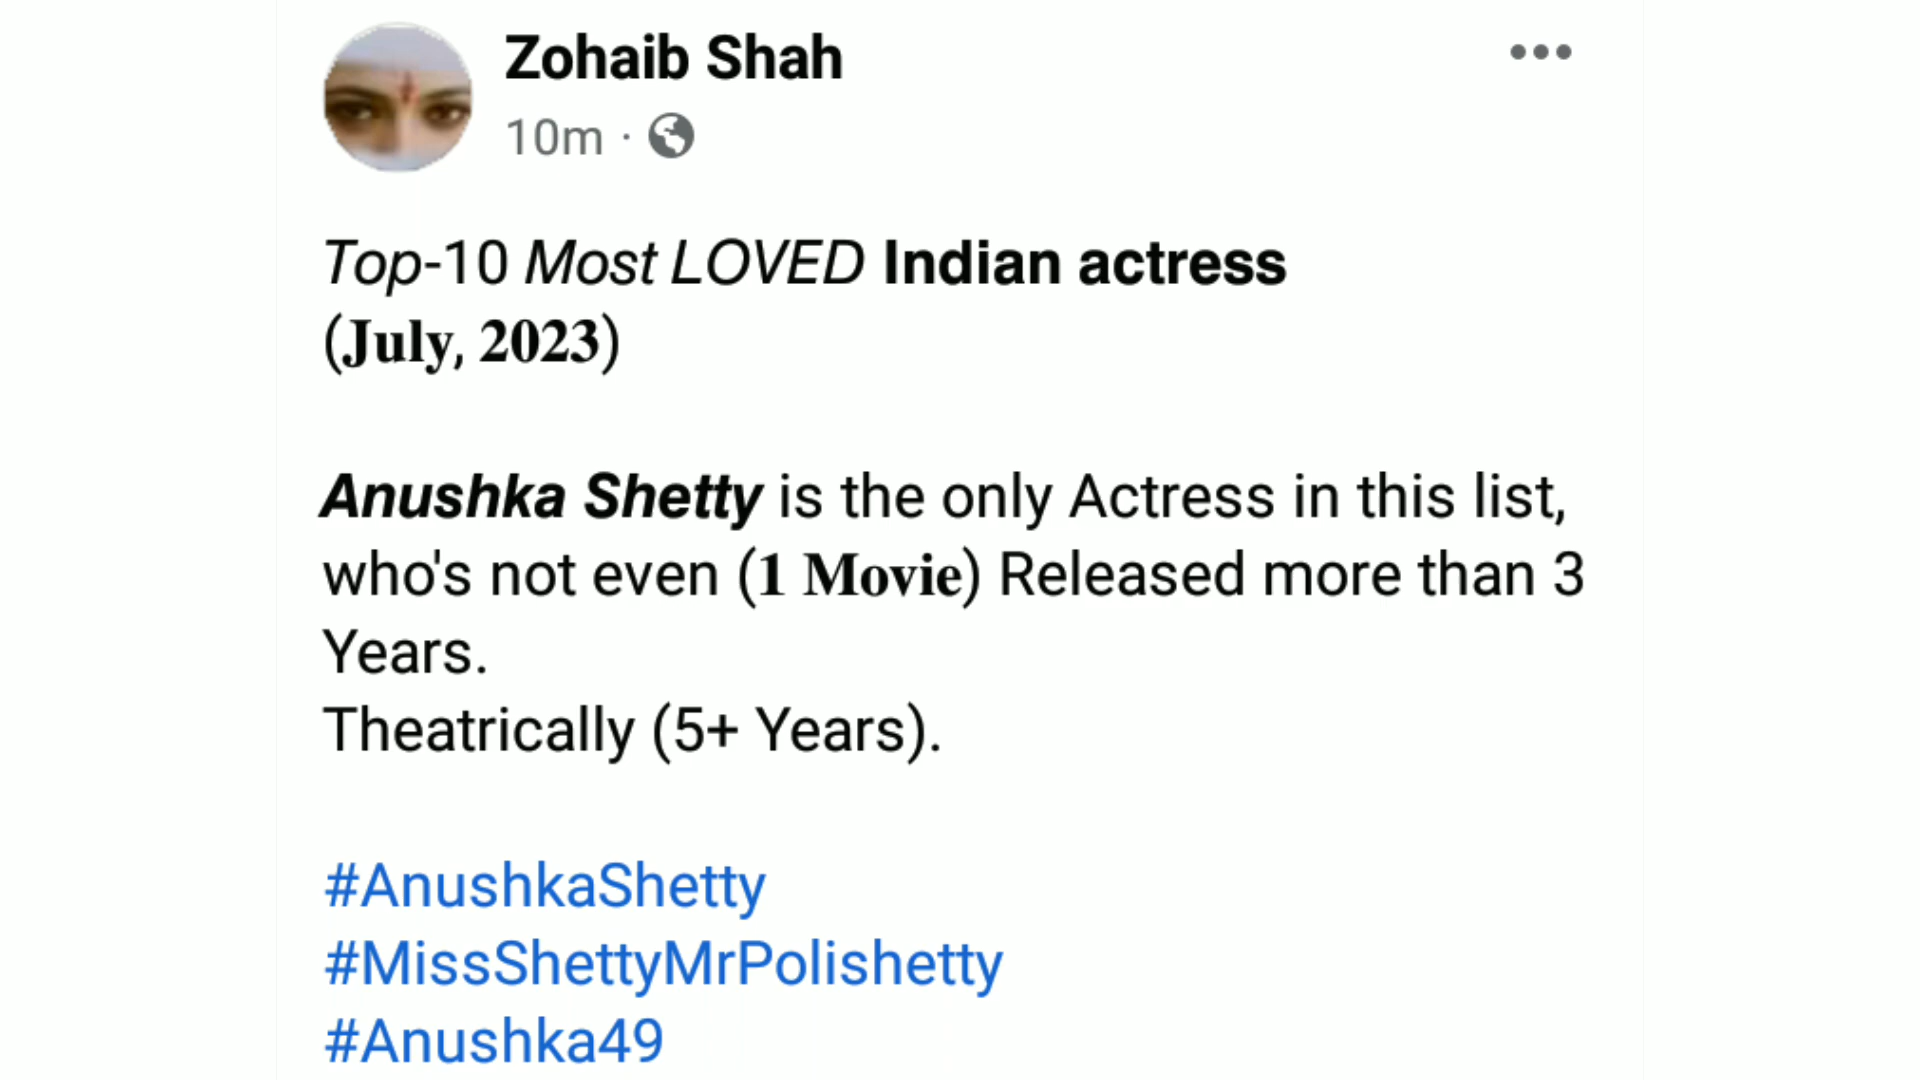 Zohaib Shah
10m ·
Top-10 Most LOVED Indian actress
(July, 2023)
Anushka Shetty is the only Actress in this list,
who's not even (1 Movie) Released more than 3
Years.
Theatrically (5+ Years).
#AnushkaShetty
#MissShettyMrPolishetty
#Anushka49